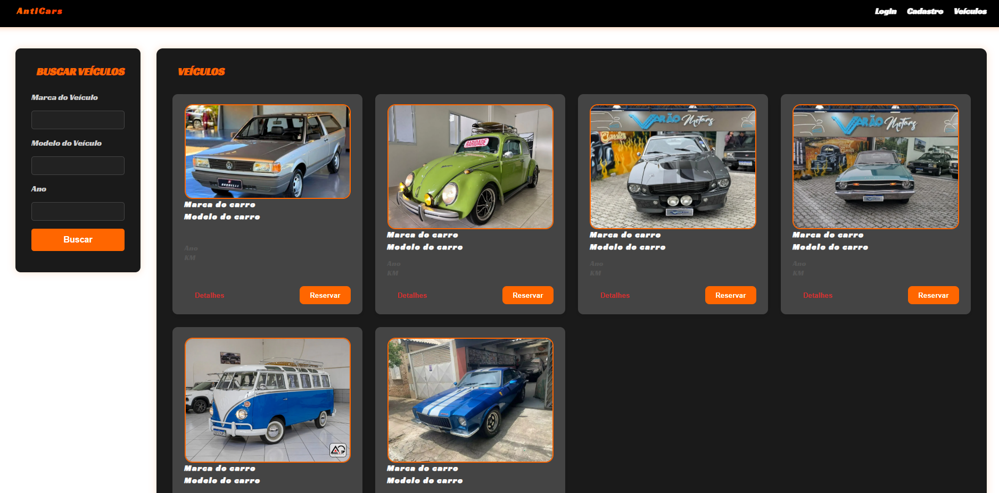 AntiCars
Login Cadastro Veículos
BUSCAR VEÍCULOS
Marca do Veículo
Modelo do Veículo
Ano
Buscar
VEÍCULOS
Marca do carro
Modelo do carro
Ano
KM
Detalhes
Reservar
RARIDADE
Marca do carro
Modelo do carro
Ano
KM
Detalhes
Reservar
VARÃO Motors
Classics
Marca do carro
Modelo do carro
Ano
KM
Detalhes
Reservar
VARÃO Motors
Marca do carro
Modelo do carro
Ano
KM
Detalhes
Reservar
AG
Marca do carro
Modelo do carro
Marca do carro
Modelo do carro